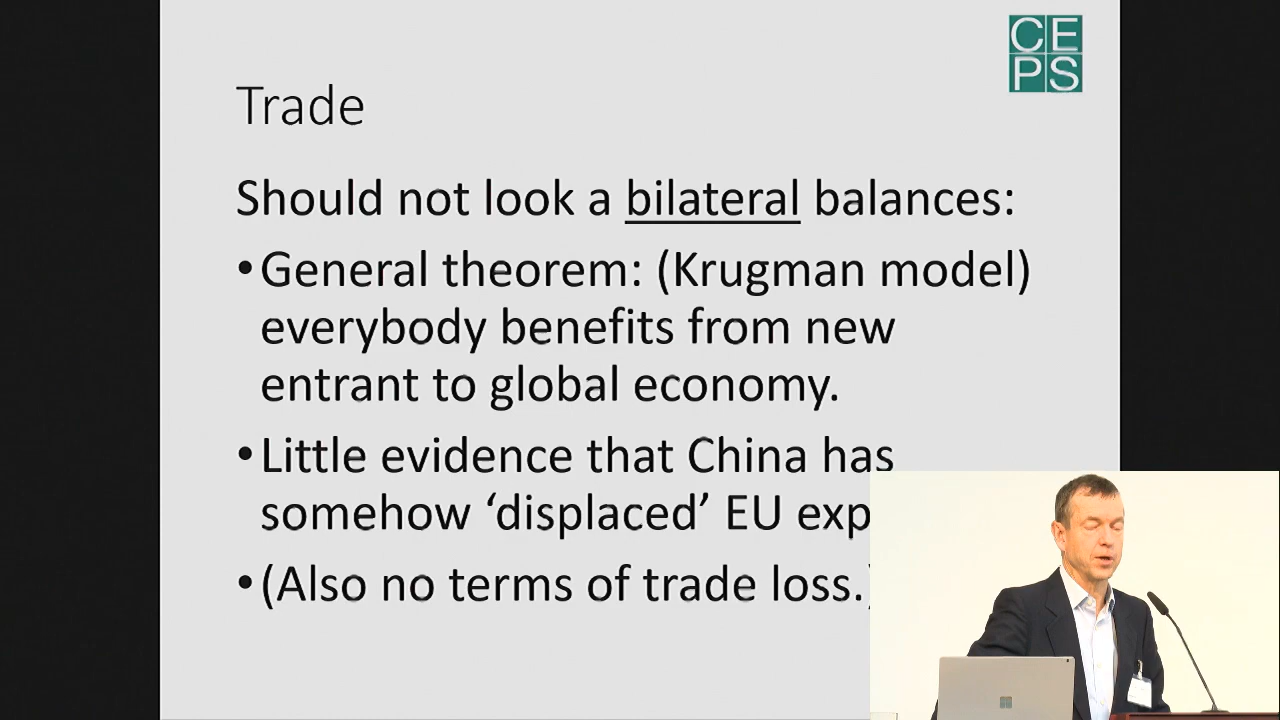 CE
PS
Trade
Should not look a bilateral balances:
•General theorem: (Krugman model)
everybody benefits from new
entrant to global economy.
•Little evidence that China has
somehow ‘displaced’ EU exp
•(Also no terms of trade loss.)